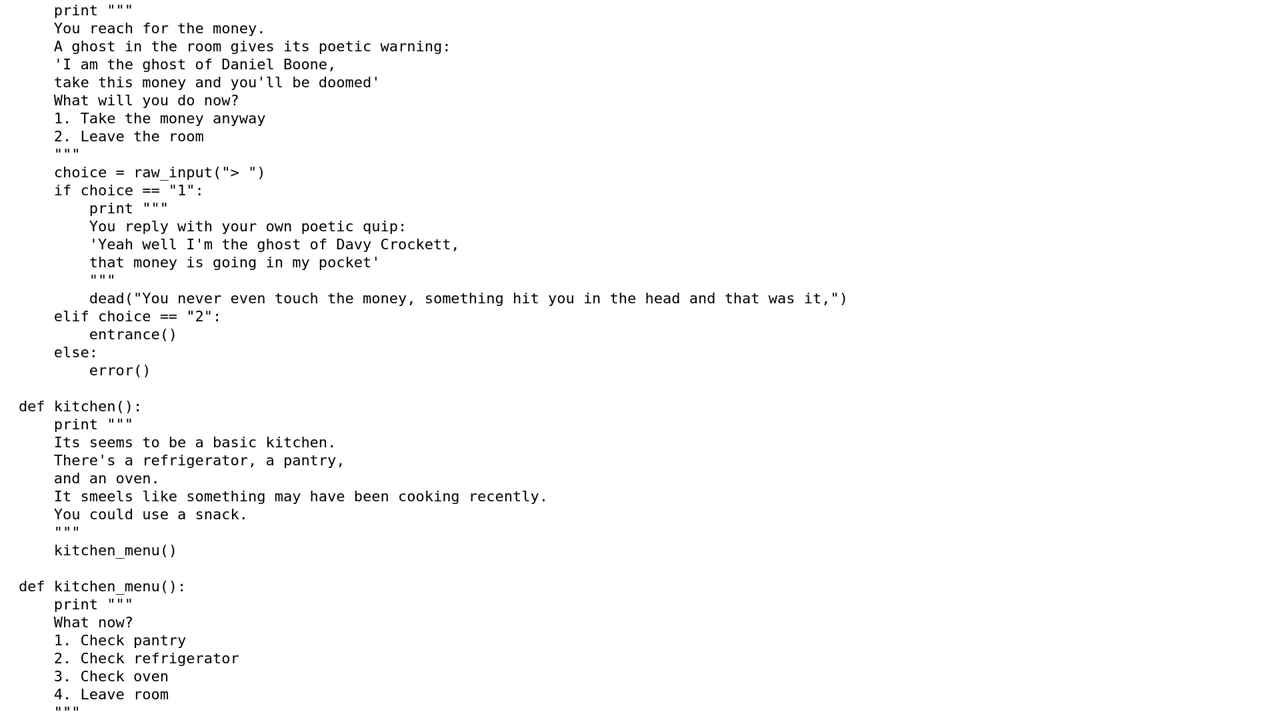 print """
    You reach for the money.
    A ghost in the room gives its poetic warning:
    'I am the ghost of Daniel Boone,
    take this money and you'll be doomed'
    What will you do now?
    1. Take the money anyway
    2. Leave the room
    """
    choice = raw_input("> ")
    if choice == "1":
        print """
        You reply with your own poetic quip:
        'Yeah well I'm the ghost of Davy Crockett,
        that money is going in my pocket'
        """
        dead("You never even touch the money, something hit you in the head and that was it,")
    elif choice == "2":
        entrance()
    else:
        error()

def kitchen():
    print """
    Its seems to be a basic kitchen.
    There's a refrigerator, a pantry,
    and an oven.
    It smeels like something may have been cooking recently.
    You could use a snack.
    """
    kitchen_menu()

def kitchen_menu():
    print """
    What now?
    1. Check pantry
    2. Check refrigerator
    3. Check oven
    4. Leave room
    """